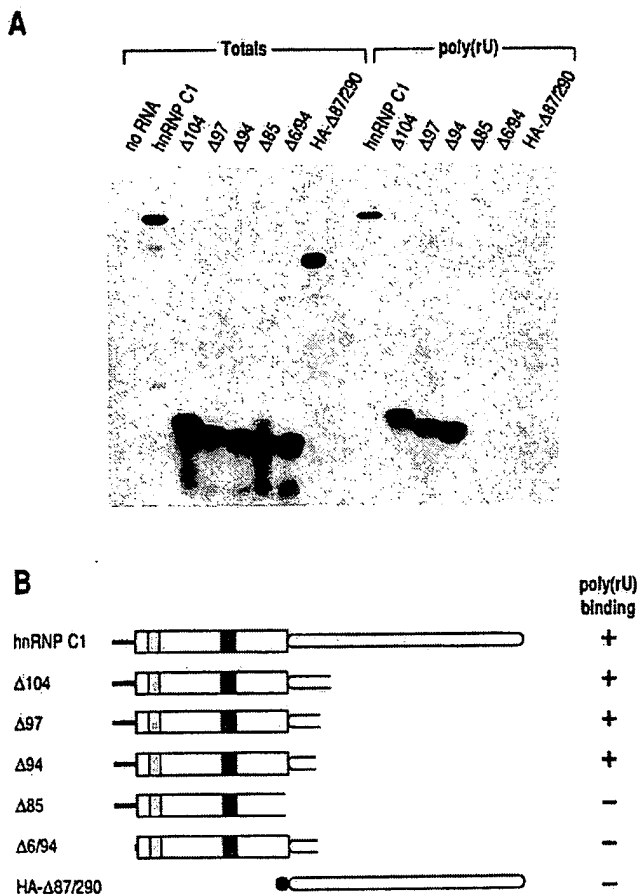 A
Totals
poly(rU)
no RNA
hnRNP C1
Δ104
Δ97
Δ94
Δ85
Δ6/94
HA-Δ87/290
hnRNP C1
Δ104
Δ97
Δ94
Δ85
Δ6/94
HA-Δ87/290
B
poly(rU)
binding
hnRNP C1 +
Δ104 +
Δ97 +
Δ94 +
Δ85 −
Δ6/94 −
HA-Δ87/290 −